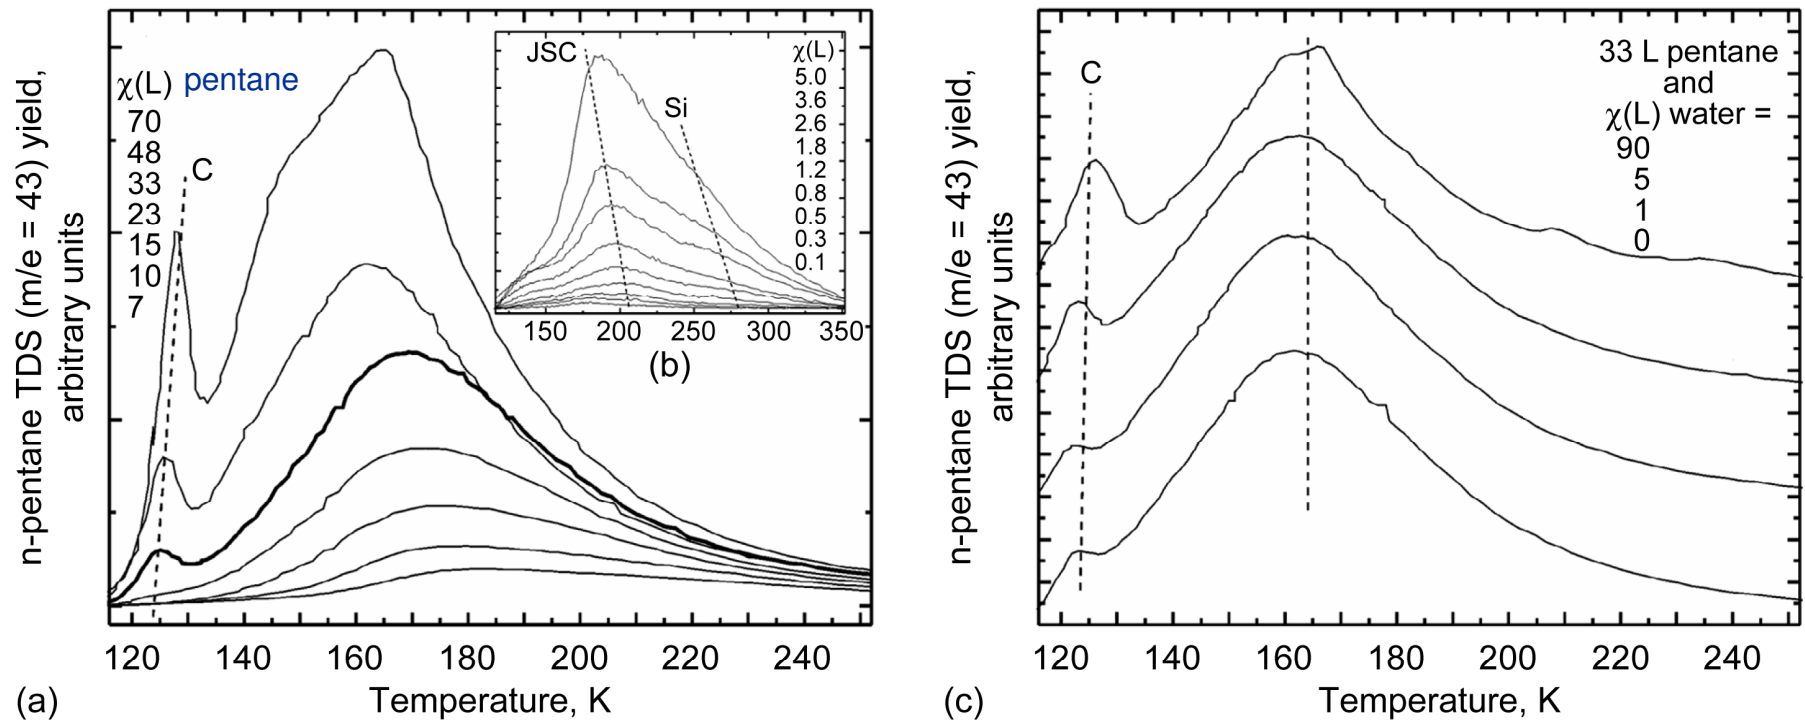 n-pentane TDS (m/e = 43) yield,
arbitrary units
χ(L) pentane
70
48
33
23
15
10
7
C
120 140 160 180 200 220 240
(a)
Temperature, K
JSC
Si
χ(L)
5.0
3.6
2.6
1.8
1.2
0.8
0.5
0.3
0.1
150 200 250 300 350
(b)
n-pentane TDS (m/e = 43) yield,
arbitrary units
C
33 L pentane
and
χ(L) water =
90
5
1
0
120 140 160 180 200 220 240
(c)
Temperature, K